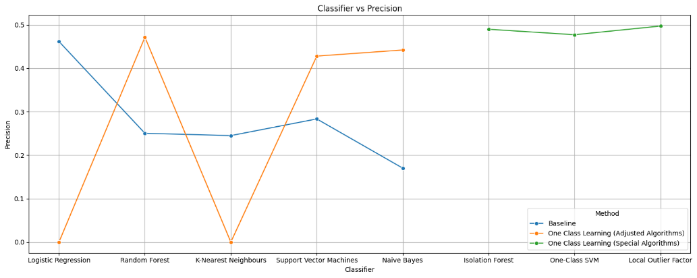 Classifier vs Precision
0.5
0.4
0.3
0.2
0.1
0.0
Precision
Logistic Regression
Random Forest
K-Nearest Neighbours
Support Vector Machines
Naive Bayes
Isolation Forest
One-Class SVM
Local Outlier Factor
Classifier
Method
Baseline
One Class Learning (Adjusted Algorithms)
One Class Learning (Special Algorithms)